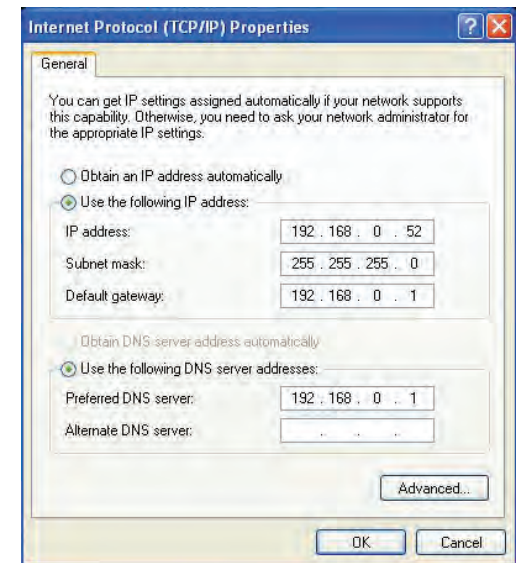 Internet Protocol (TCP/IP) Properties
General
You can get IP settings assigned automatically if your network supports
this capability. Otherwise, you need to ask your network administrator for
the appropriate IP settings.
Obtain an IP address automatically
Use the following IP address:
IP address: 192 . 168 . 0 . 52
Subnet mask: 255 . 255 . 255 . 0
Default gateway: 192 . 168 . 0 . 1
Obtain DNS server address automatically
Use the following DNS server addresses:
Preferred DNS server: 192 . 168 . 0 . 1
Alternate DNS server: . . .
Advanced...
OK Cancel